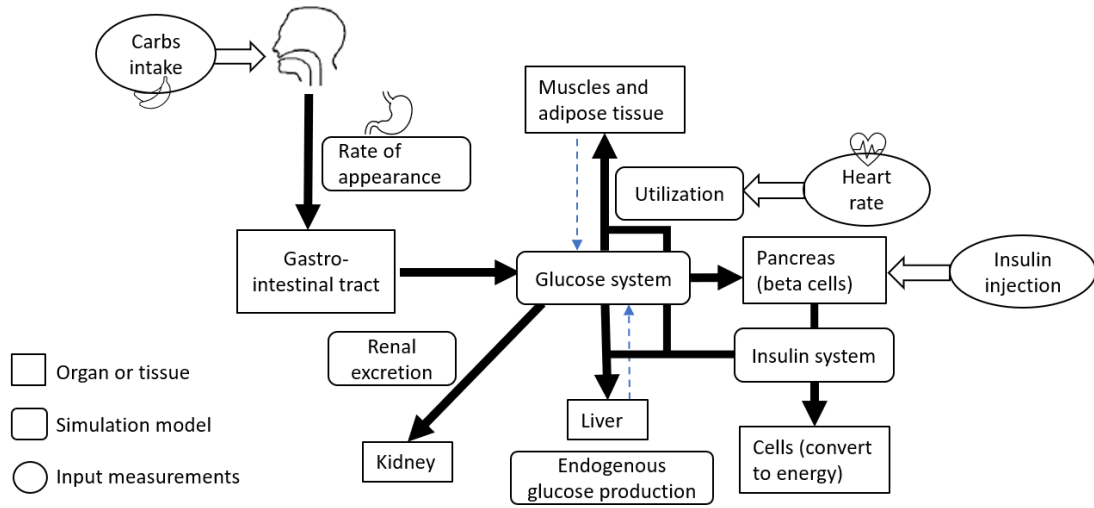 Carbs
intake
Rate of
appearance
Muscles and
adipose tissue
Utilization
Heart
rate
Gastro-
intestinal tract
Glucose system
Pancreas
(beta cells)
Insulin
injection
Renal
excretion
Insulin system
Organ or tissue
Simulation model
Input measurements
Kidney
Liver
Endogenous
glucose production
Cells (convert
to energy)